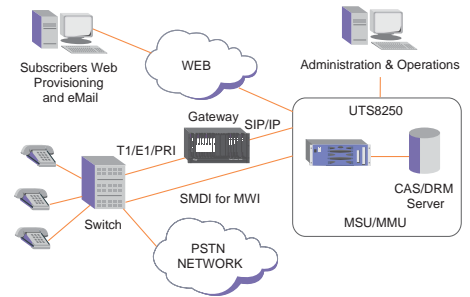 Subscribers Web
Provisioning
and eMail
WEB
Administration & Operations
UTS8250
Gateway
SIP/IP
T1/E1/PRI
CAS/DRM
Server
SMDI for MWI
Switch
MSU/MMU
PSTN
NETWORK